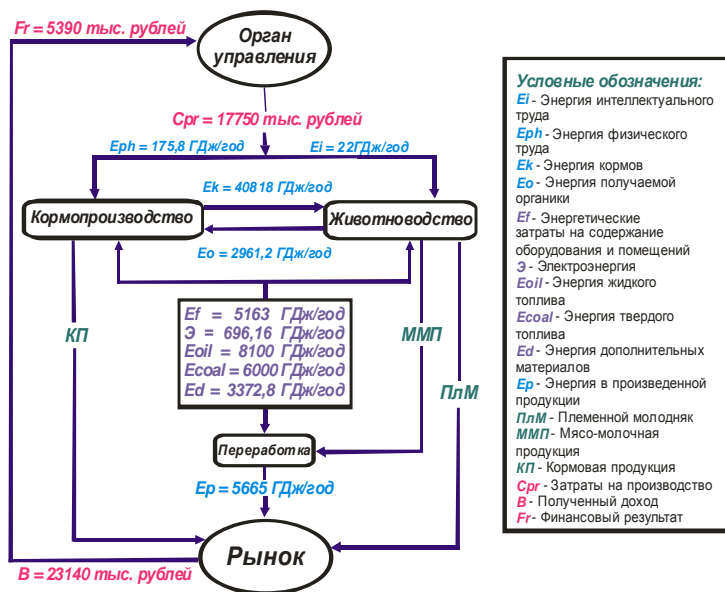 Fr = 5390 тыс. рублей
Орган
управления
Cpr = 17750 тыс. рублей
Eph = 175,8 ГДж/год
Ei = 22ГДж/год
Ek = 40818 ГДж/год
Кормопроизводство
Животноводство
Eo = 2961,2 ГДж/год
Ef = 5163 ГДж/год
Э = 696,16 ГДж/год
Eoil = 8100 ГДж/год
Ecoal = 6000 ГДж/год
Ed = 3372,8 ГДж/год
КП
ММП
ПлМ
Переработка
Ep = 5665 ГДж/год
Рынок
B = 23140 тыс. рублей
Условные обозначения:
Ei - Энергия интеллектуального
труда
Eph - Энергия физического
труда
Ek - Энергия кормов
Eo - Энергия получаемой
органики
Ef - Энергетические
затраты на содержание
оборудования и помещений
Э - Электроэнергия
Eoil - Энергия жидкого
топлива
Ecoal - Энергия твердого
топлива
Ed - Энергия дополнительных
материалов
Ep - Энергия в произведенной
продукции
ПлМ - Племенной молодняк
ММП - Мясо-молочная
продукция
КП - Кормовая продукция
Cpr - Затраты на производство
B - Полученный доход
Fr - Финансовый результат